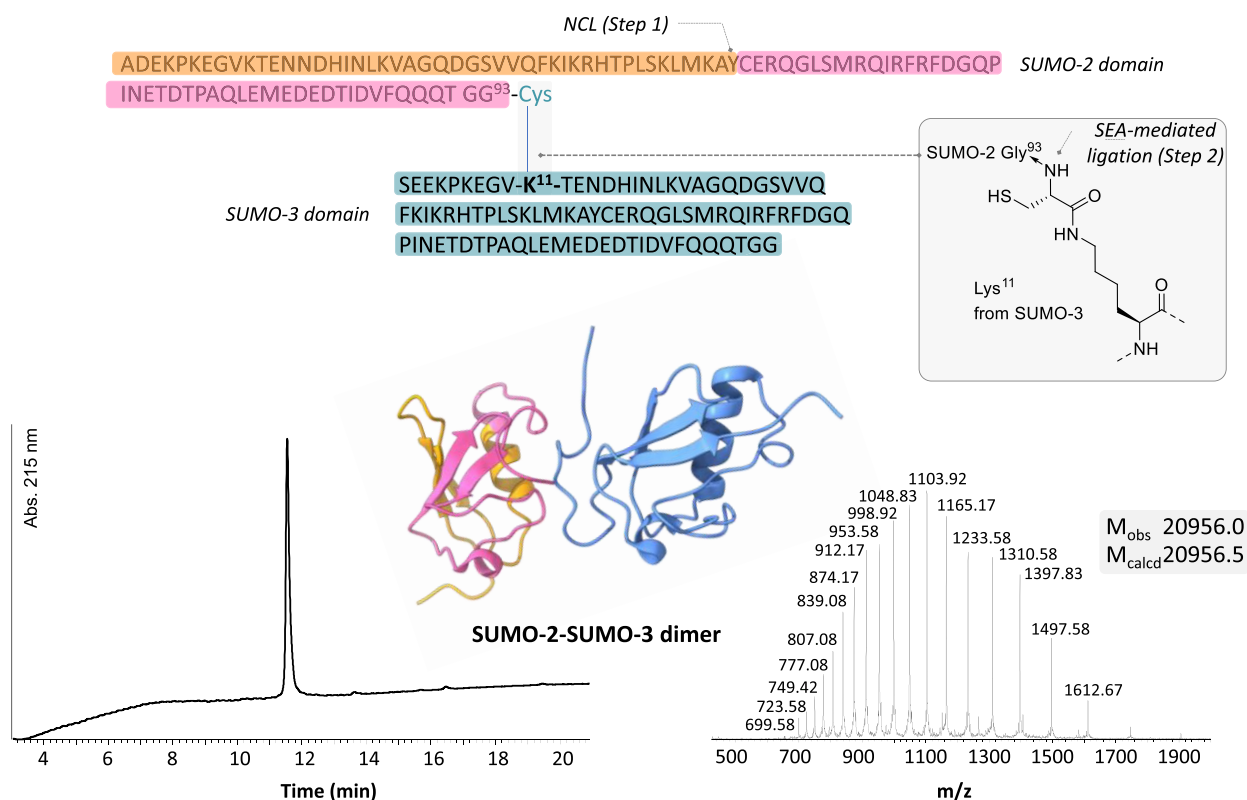 NCL (Step 1)
ADEKPKEGVKTENNDHINLKVAGQDGSVVQFKIKRHTPLSKLMKAYCERQGLSMRQIRFRFDGQP SUMO-2 domain
INETDTPAQLEMEDEDTIDVFQQQT GG⁹³-Cys
SEA-mediated
ligation (Step 2)
SUMO-2 Gly⁹³
NH
HS
O
HN
Lys¹¹
from SUMO-3
O
NH
SEEKPKEGV-K¹¹-TENDHINLKVAGQDGSVVQ
SUMO-3 domain FKIKRHTPLSKLMKAYCERQGLSMRQIRFRFDGQ
PINETDTPAQLEMEDEDTIDVFQQQTGG
SUMO-2-SUMO-3 dimer
Abs. 215 nm
4 6 8 10 12 14 16 18 20
Time (min)
1103.92
1048.83
998.92
1165.17
953.58
1233.58
912.17
1310.58
874.17
1397.83
839.08
807.08
1497.58
777.08
749.42
1612.67
723.58
699.58
500 700 900 1100 1300 1500 1700 1900
m/z
Mobs 20956.0
Mcalcd 20956.5